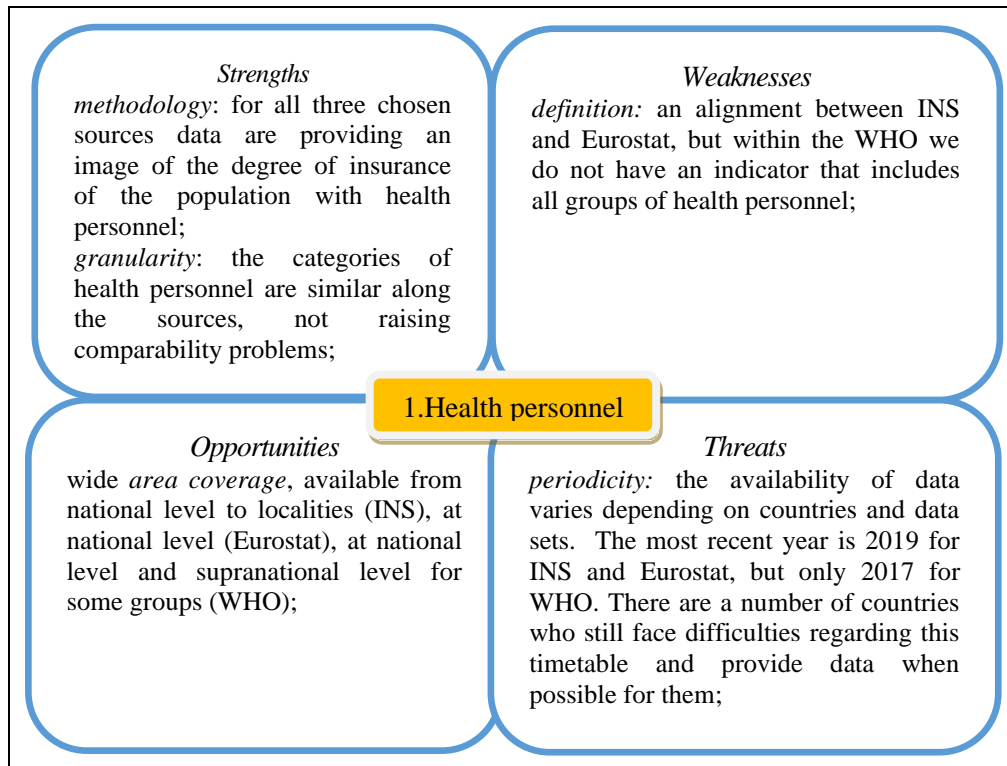 Strengths
methodology: for all three chosen
sources data are providing an
image of the degree of insurance
of the population with health
personnel;
granularity: the categories of
health personnel are similar along
the sources, not raising
comparability problems;
Weaknesses
definition: an alignment between INS
and Eurostat, but within the WHO we
do not have an indicator that includes
all groups of health personnel;
1.Health personnel
Opportunities
wide area coverage, available from
national level to localities (INS), at
national level (Eurostat), at national
level and supranational level for
some groups (WHO);
Threats
periodicity: the availability of data
varies depending on countries and data
sets. The most recent year is 2019 for
INS and Eurostat, but only 2017 for
WHO. There are a number of countries
who still face difficulties regarding this
timetable and provide data when
possible for them;